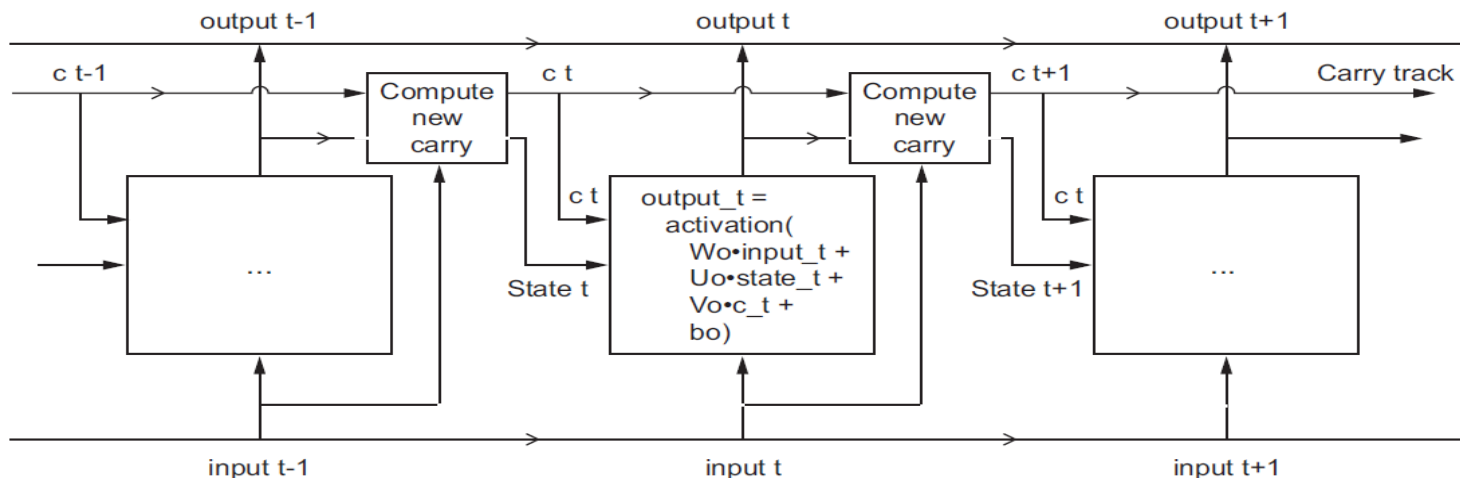 output t-1
output t
output t+1
c t-1
c t
c t+1
Carry track
Compute
new
carry
Compute
new
carry
c t
c t
output_t =
activation(
Wo•input_t +
Uo•state_t +
Vo•c_t +
bo)
...
...
State t
State t+1
input t-1
input t
input t+1